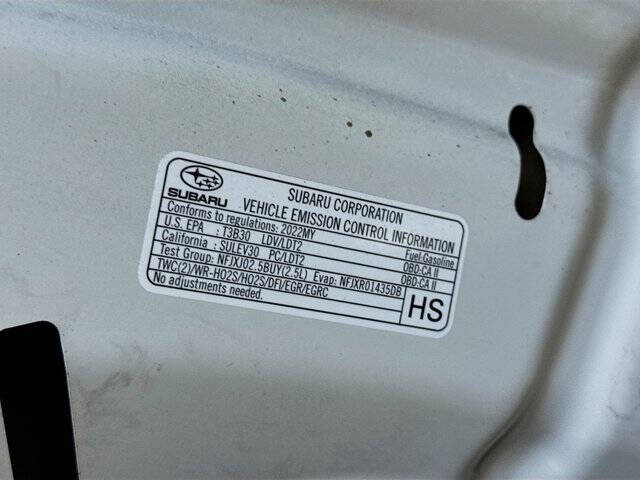 SUBARU
SUBARU CORPORATION
VEHICLE EMISSION CONTROL INFORMATION
Conforms to regulations: 2022MY
U.S. EPA : T3B30 LDV/LDT2 Fuel-Gasoline
OBD-CA II
California : SULEV30 PC/LDT2 OBD-CA II
Test Group: NFJXJ02.5BUY(2.5L) Evap: NFJXR01435DB
TWC(2)/WR-HO2S/HO2S/DFI/EGR/EGRC
No adjustments needed.
HS